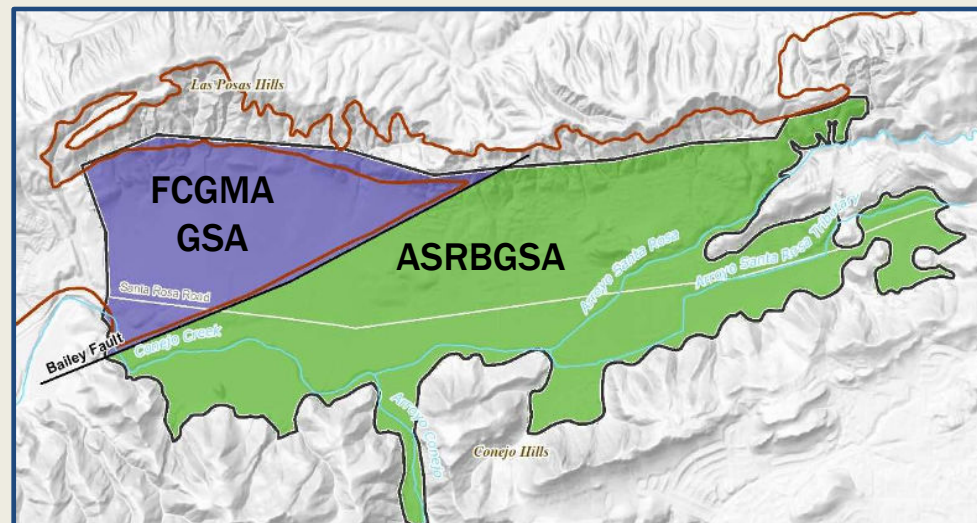 Las Posas Hills
FCGMA
GSA
ASRBGSA
Arroyo Santa Rosa
Arroyo Santa Rosa Tributary
Santa Rosa Road
Conejo Creek
Bailey Fault
Arroyo Conejo
Conejo Hills